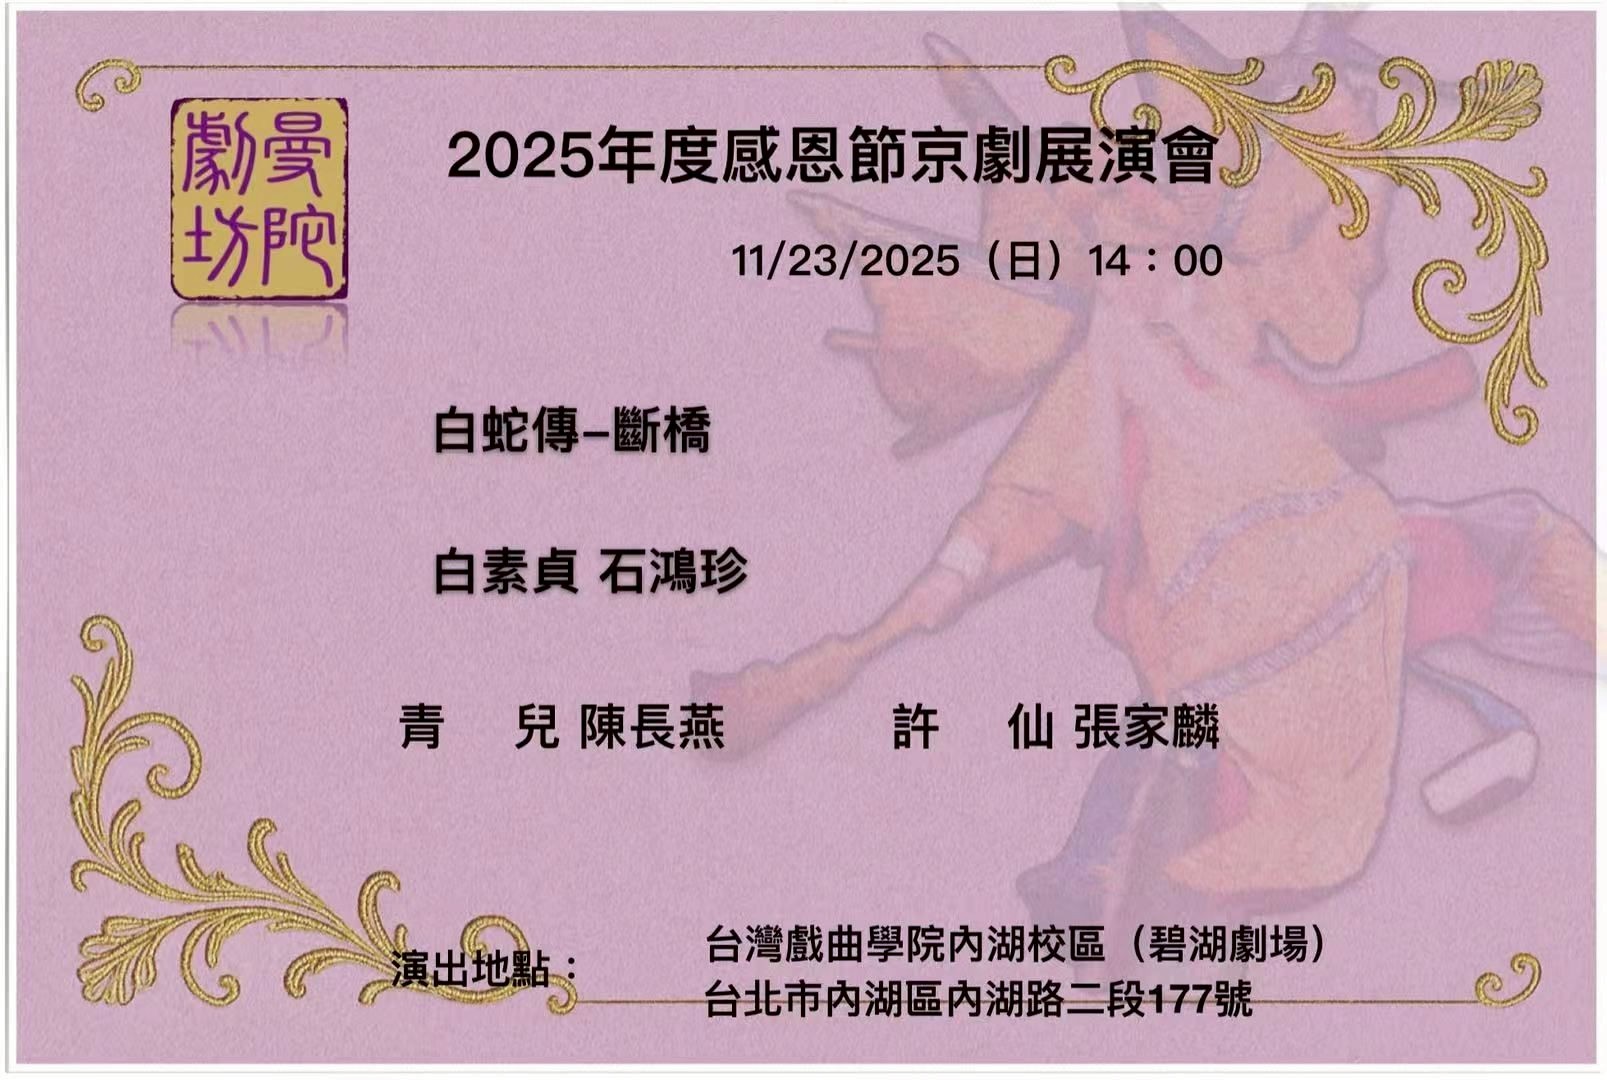 曼陀劇坊
2025年度感恩節京劇展演會
11/23/2025（日）14：00
白蛇傳–斷橋
白素貞 石鴻珍
青 兒 陳長燕 許 仙 張家麟
演出地點：
台灣戲曲學院內湖校區（碧湖劇場）
台北市內湖區內湖路二段177號